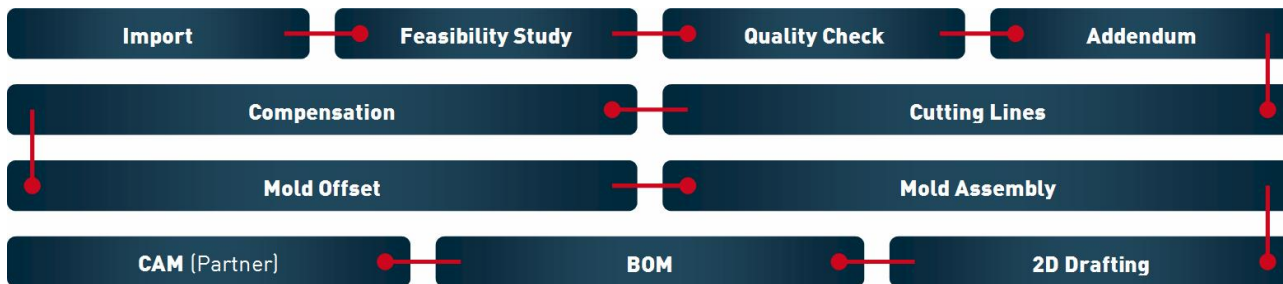 Import
Feasibility Study
Quality Check
Addendum
Compensation
Cutting Lines
Mold Offset
Mold Assembly
CAM (Partner)
BOM
2D Drafting